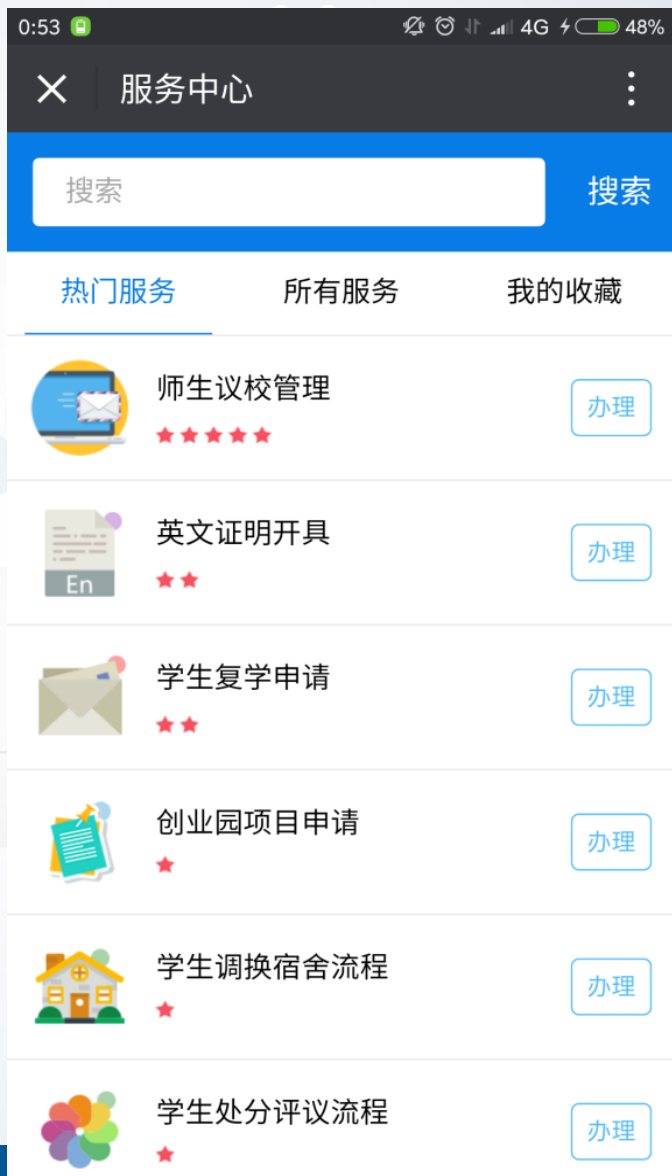 0:53 4G 48%
服务中心
搜索 搜索
热门服务 所有服务 我的收藏
师生议校管理
办理
英文证明开具
En
办理
学生复学申请
办理
创业园项目申请
办理
学生调换宿舍流程
办理
学生处分评议流程
办理